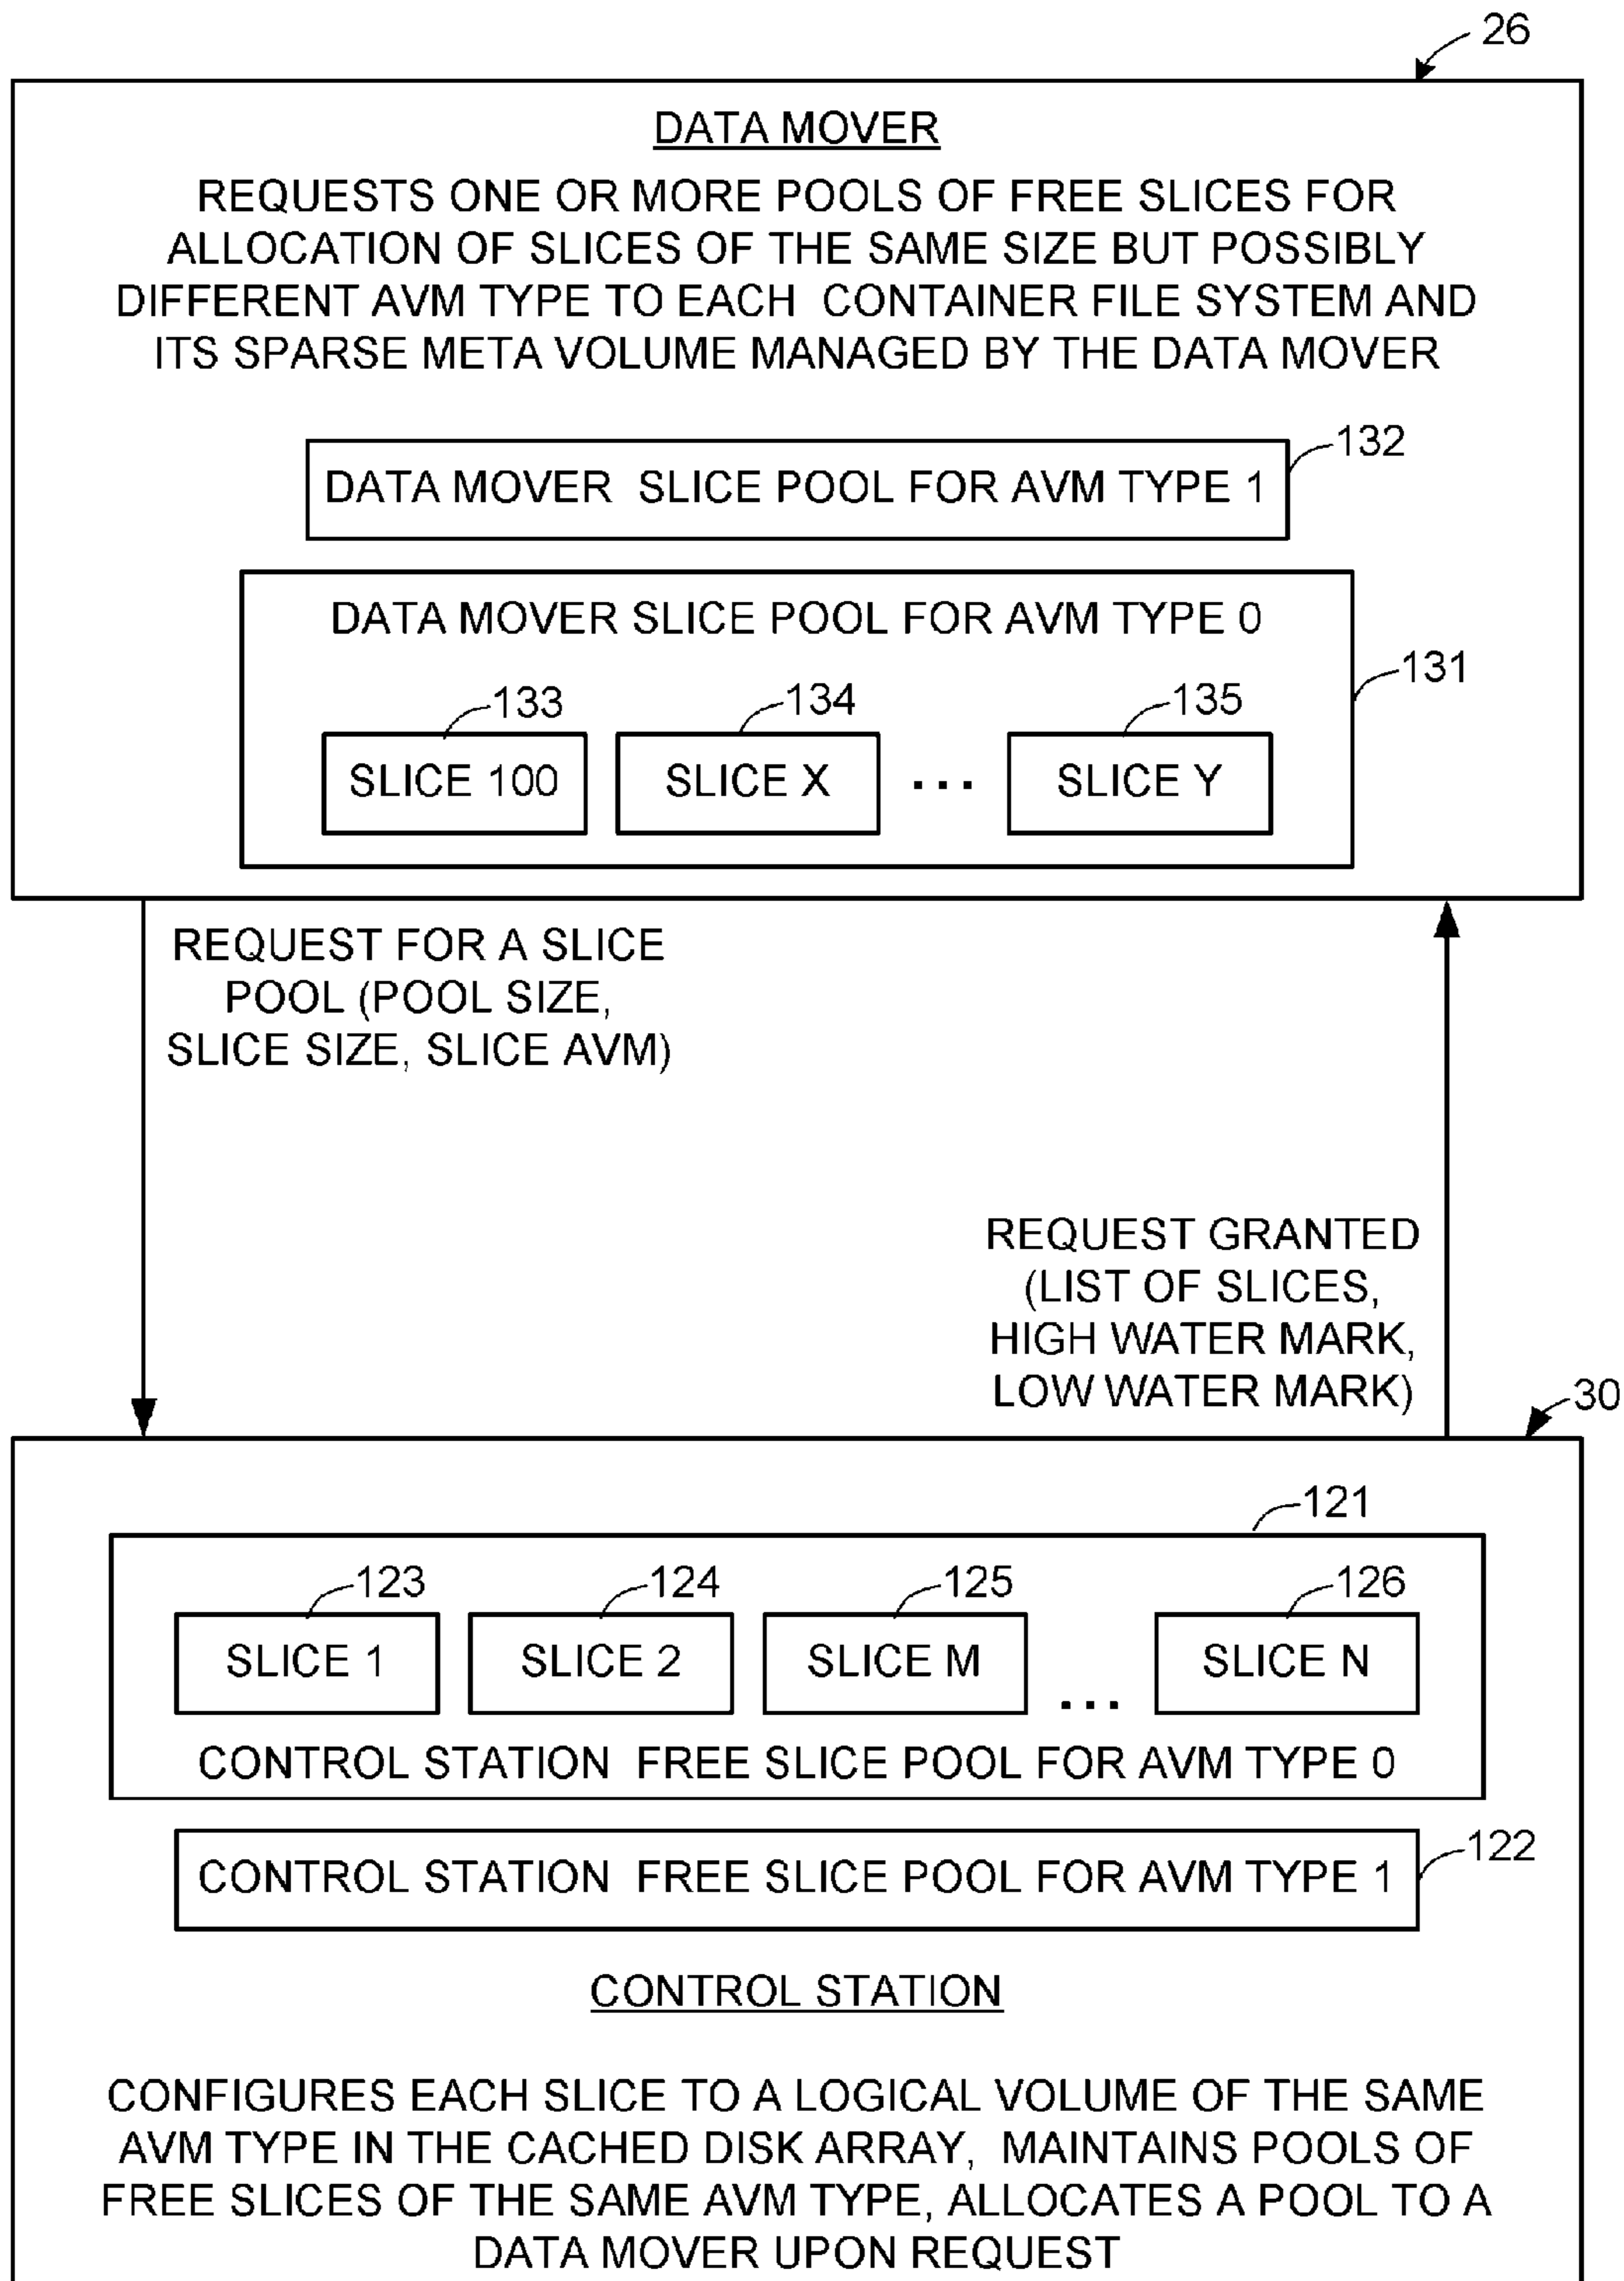 26
DATA MOVER
REQUESTS ONE OR MORE POOLS OF FREE SLICES FOR
ALLOCATION OF SLICES OF THE SAME SIZE BUT POSSIBLY
DIFFERENT AVM TYPE TO EACH CONTAINER FILE SYSTEM AND
ITS SPARSE META VOLUME MANAGED BY THE DATA MOVER
132
DATA MOVER SLICE POOL FOR AVM TYPE 1
DATA MOVER SLICE POOL FOR AVM TYPE 0
131
133 134 135
SLICE 100 SLICE X ... SLICE Y
REQUEST FOR A SLICE
POOL (POOL SIZE,
SLICE SIZE, SLICE AVM)
REQUEST GRANTED
(LIST OF SLICES,
HIGH WATER MARK,
LOW WATER MARK)
30
121
123 124 125 126
SLICE 1 SLICE 2 SLICE M ... SLICE N
CONTROL STATION FREE SLICE POOL FOR AVM TYPE 0
122
CONTROL STATION FREE SLICE POOL FOR AVM TYPE 1
CONTROL STATION
CONFIGURES EACH SLICE TO A LOGICAL VOLUME OF THE SAME
AVM TYPE IN THE CACHED DISK ARRAY, MAINTAINS POOLS OF
FREE SLICES OF THE SAME AVM TYPE, ALLOCATES A POOL TO A
DATA MOVER UPON REQUEST